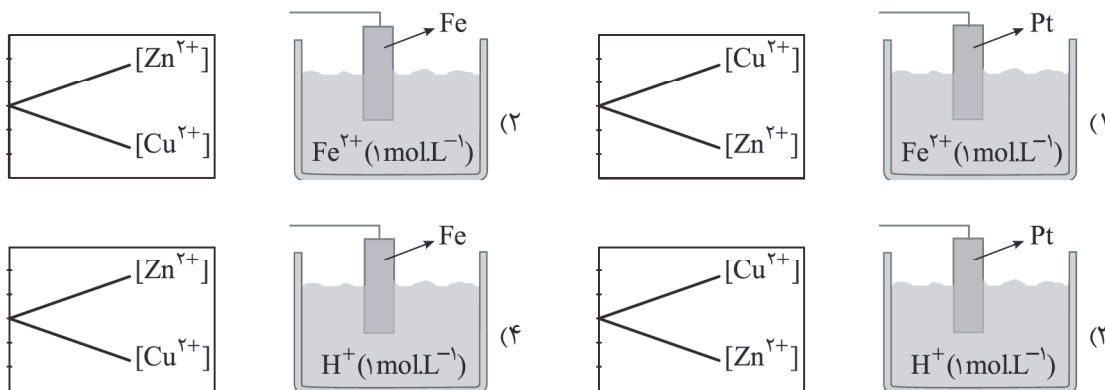 ۱)
Pt
Fe²⁺(۱mol.L⁻¹)
[Cu²⁺]
[Zn²⁺]
۲)
Fe
Fe²⁺(۱mol.L⁻¹)
[Zn²⁺]
[Cu²⁺]
Pt
H⁺(۱mol.L⁻¹)
[Cu²⁺]
[Zn²⁺]
۴)
Fe
H⁺(۱mol.L⁻¹)
[Zn²⁺]
[Cu²⁺]